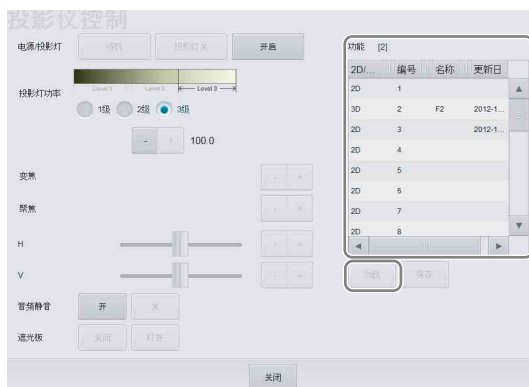 投影仪控制
电源/投影灯 待机 投影灯关 开启
投影灯功率
Level 1 Level 2 Level 3
1级 2级 3级
- + 100.0
变焦 - +
聚焦 - +
H - +
V - +
音频静音 开 关
遮光板 关闭 打开
功能 [2]
2D/... 编号 名称 更新日
2D 1
3D 2 F2 2012-1...
2D 3 2012-1...
2D 4
2D 5
2D 6
2D 7
2D 8
加载 保存
关闭